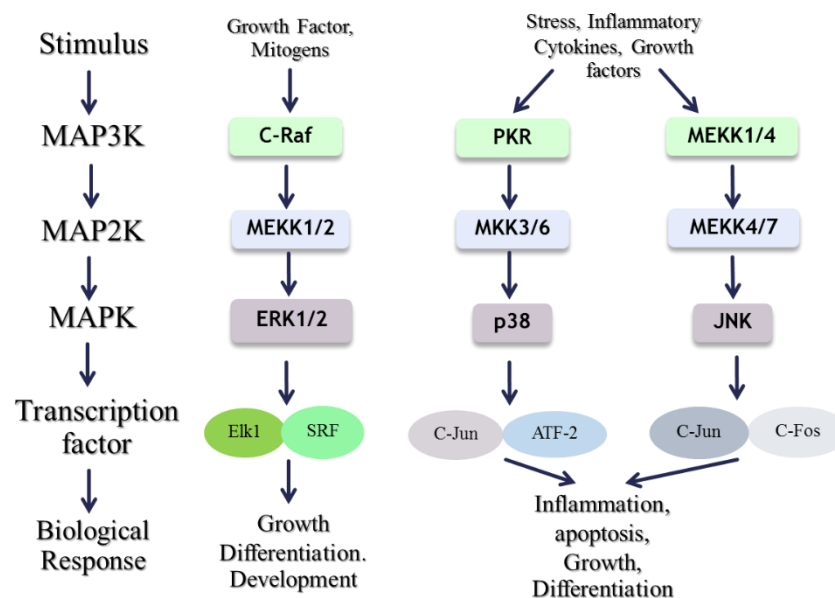 Stimulus
MAP3K
MAP2K
MAPK
Transcription
factor
Biological
Response
Growth Factor,
Mitogens
C-Raf
MEKK1/2
ERK1/2
Elk1
SRF
Growth
Differentiation.
Development
Stress, Inflammatory
Cytokines, Growth
factors
PKR
MKK3/6
p38
C-Jun
ATF-2
MEKK1/4
MEKK4/7
JNK
C-Jun
C-Fos
Inflammation,
apoptosis,
Growth,
Differentiation